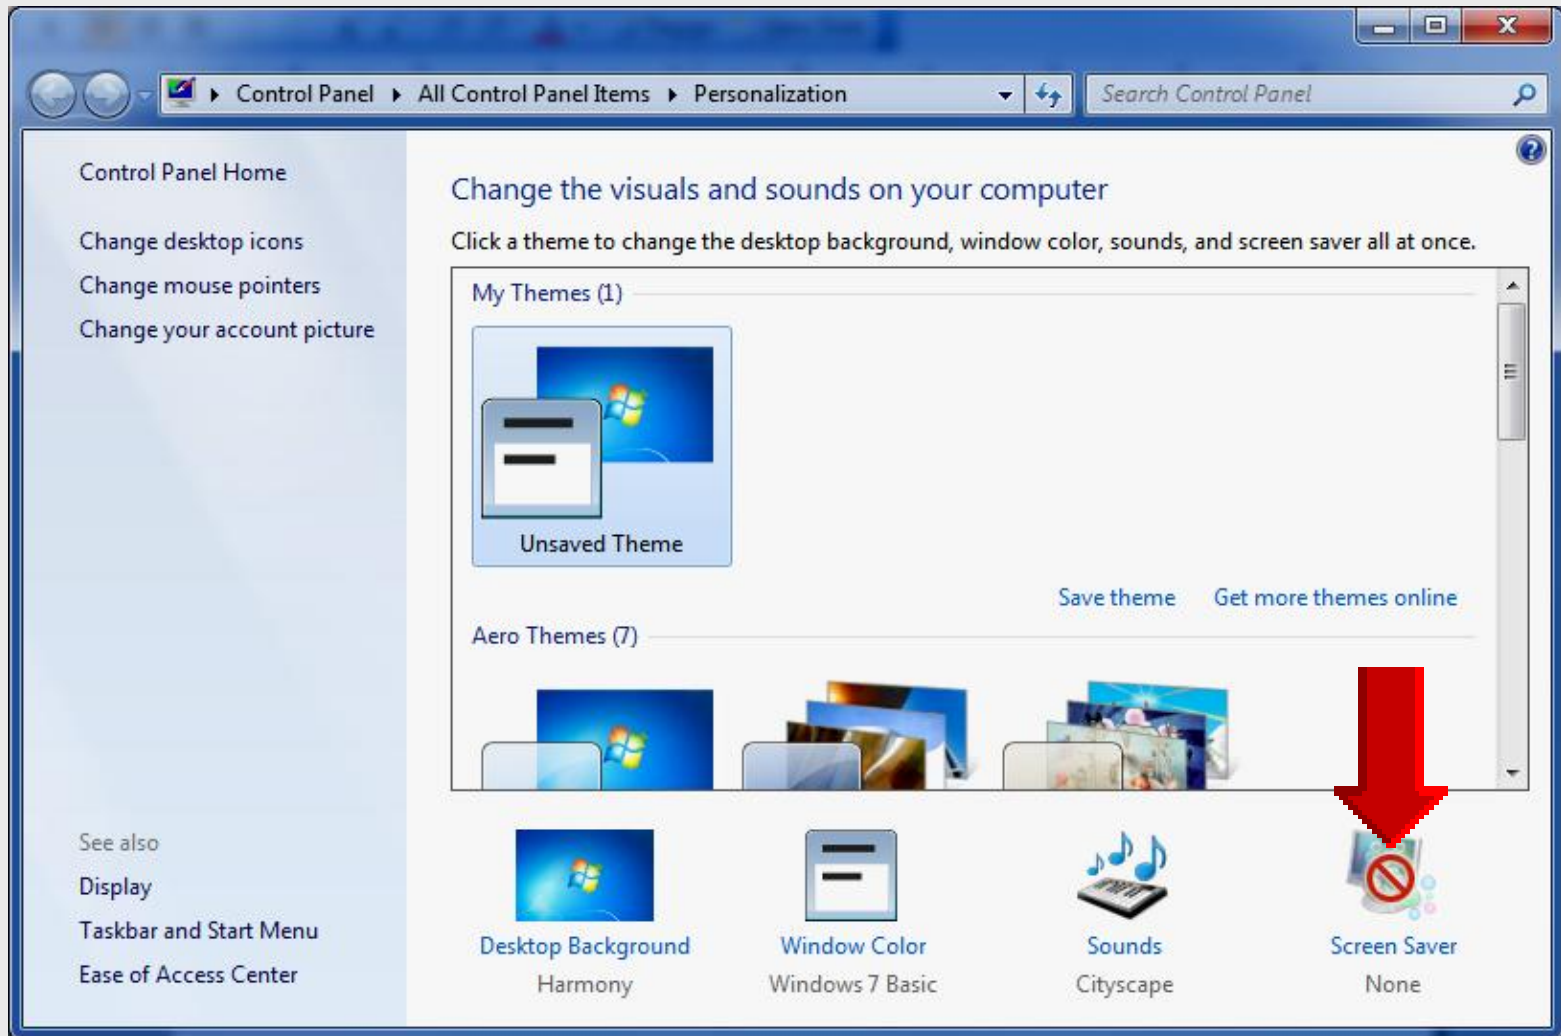 Control Panel ▸ All Control Panel Items ▸ Personalization
Search Control Panel
Control Panel Home
Change desktop icons
Change mouse pointers
Change your account picture
See also
Display
Taskbar and Start Menu
Ease of Access Center
Change the visuals and sounds on your computer
Click a theme to change the desktop background, window color, sounds, and screen saver all at once.
My Themes (1)
Unsaved Theme
Save theme Get more themes online
Aero Themes (7)
Desktop Background Window Color Sounds Screen Saver
Harmony Windows 7 Basic Cityscape None